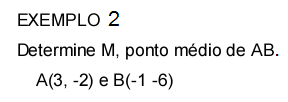 EXEMPLO 2
Determine M, ponto médio de AB.
A(3, -2) e B(-1 -6)